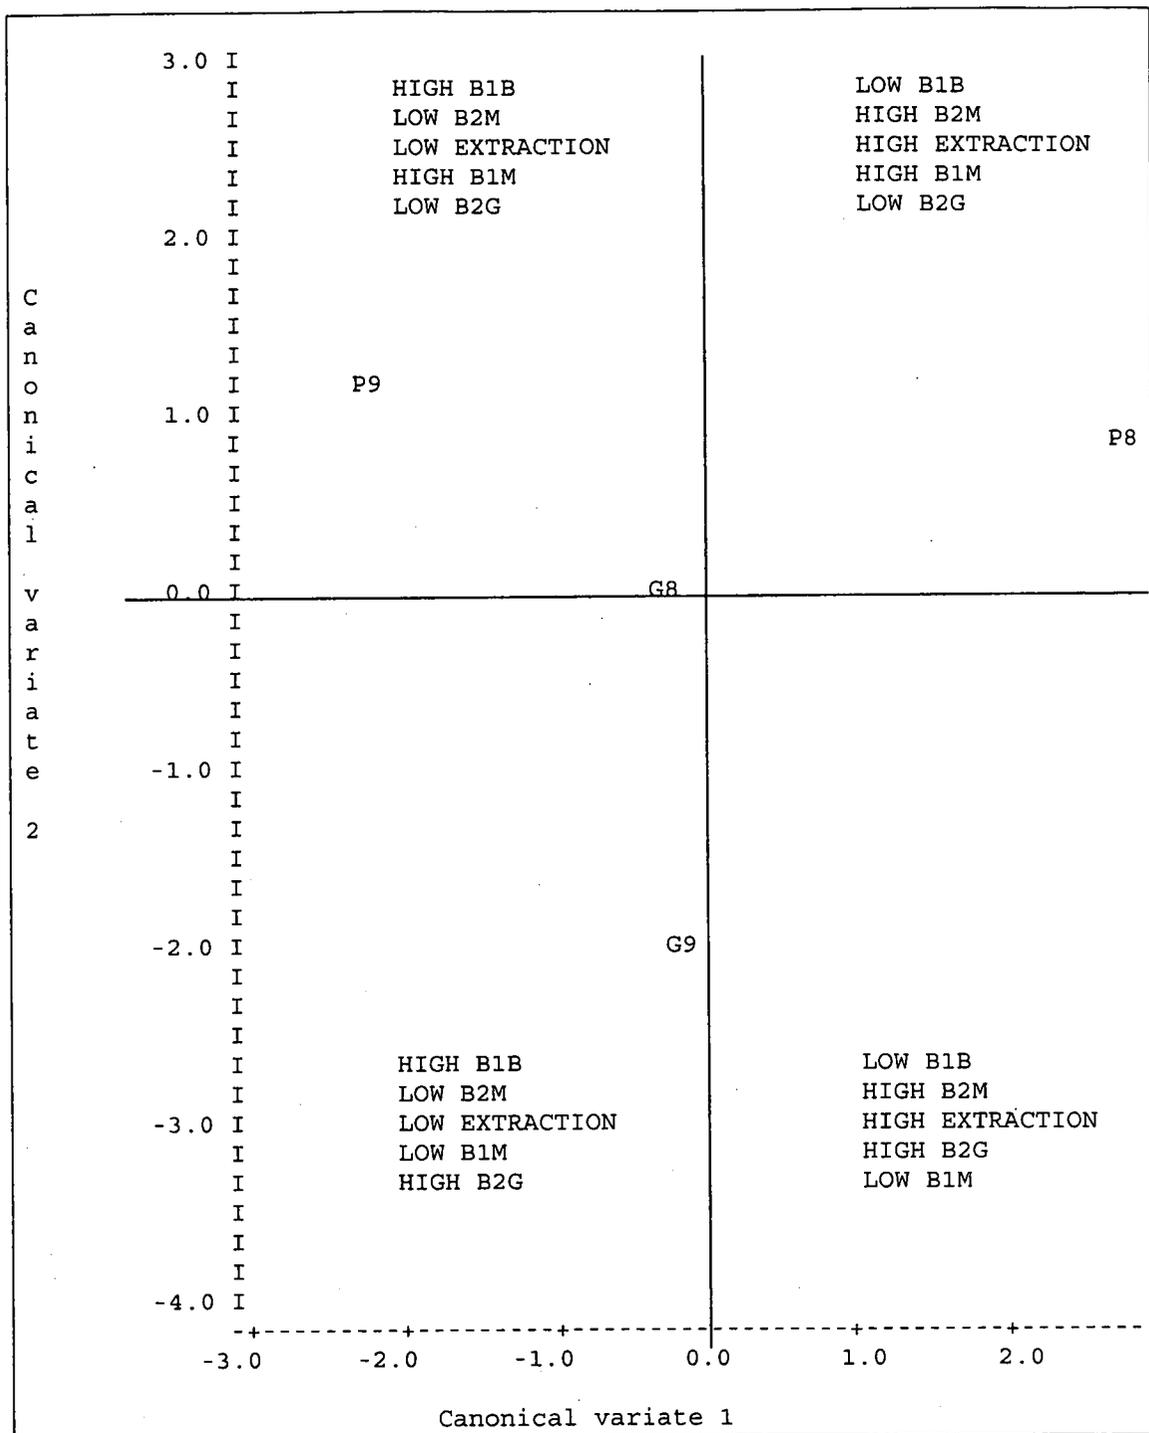 3.0 I
I HIGH B1B LOW B1B
I LOW B2M HIGH B2M
I LOW EXTRACTION HIGH EXTRACTION
I HIGH B1M HIGH B1M
I LOW B2G LOW B2G
2.0 I
I
I
I
I
I P9
1.0 I
I P8
I
I
I
I
0.0 I G8
I
I
I
I
I
-1.0 I
I
I
I
I
I
-2.0 I G9
I
I
I
I HIGH B1B LOW B1B
I LOW B2M HIGH B2M
-3.0 I LOW EXTRACTION HIGH EXTRACTION
I LOW B1M HIGH B2G
I HIGH B2G LOW B1M
I
I
I
-4.0 I
-+---------+---------+---------+---------+--------
-3.0 -2.0 -1.0 0.0 1.0 2.0
Canonical variate 1
Canonical variate 2